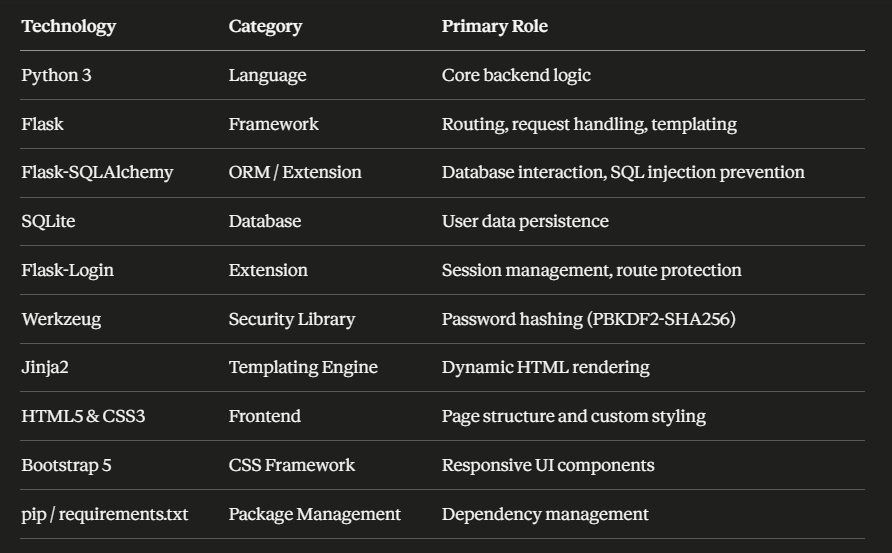 Technology Category Primary Role
Python 3 Language Core backend logic
Flask Framework Routing, request handling, templating
Flask-SQLAlchemy ORM / Extension Database interaction, SQL injection prevention
SQLite Database User data persistence
Flask-Login Extension Session management, route protection
Werkzeug Security Library Password hashing (PBKDF2-SHA256)
Jinja2 Templating Engine Dynamic HTML rendering
HTML5 & CSS3 Frontend Page structure and custom styling
Bootstrap 5 CSS Framework Responsive UI components
pip / requirements.txt Package Management Dependency management